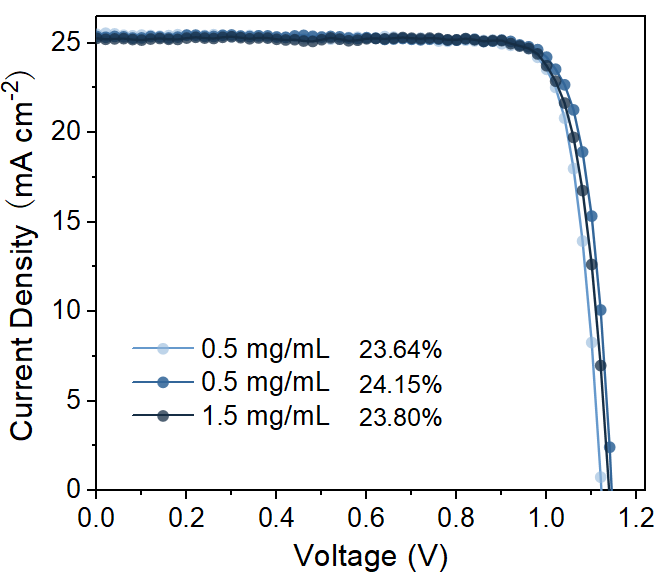 25
20
15
10
5
0
Current Density（mA cm-2）
0.5 mg/mL 23.64%
0.5 mg/mL 24.15%
1.5 mg/mL 23.80%
0.0 0.2 0.4 0.6 0.8 1.0 1.2
Voltage (V)